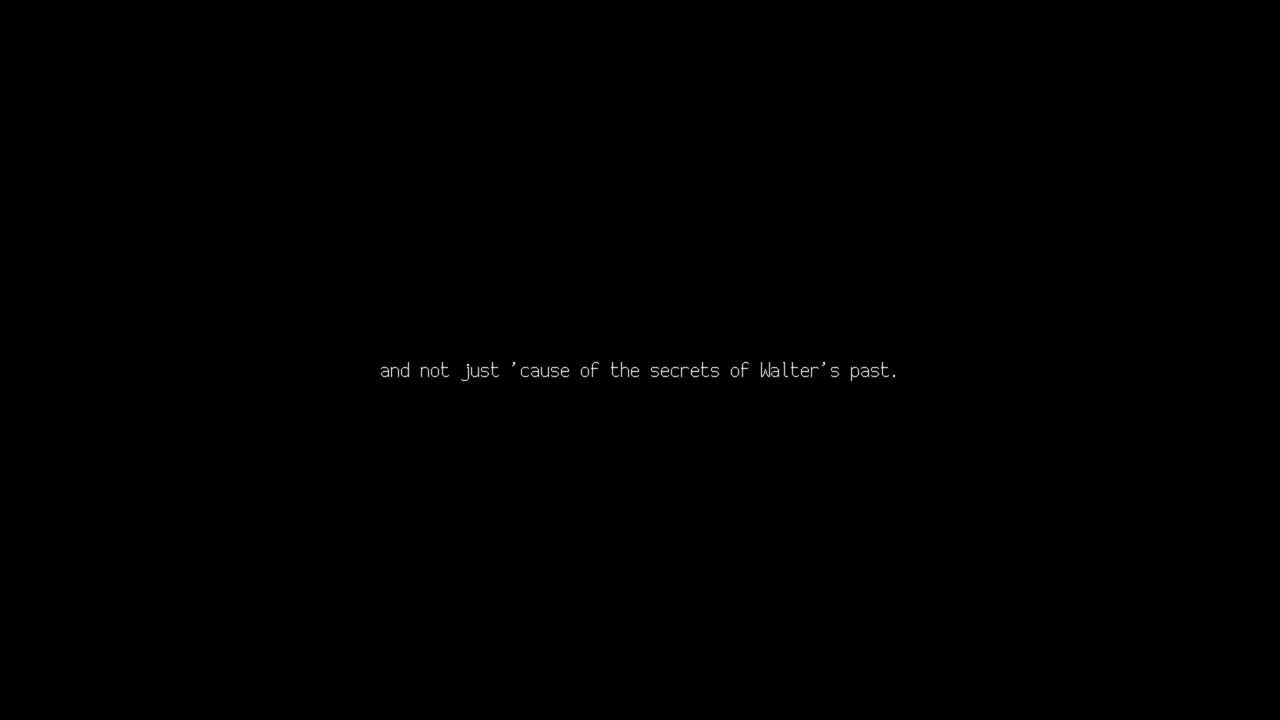 and not just ’cause of the secrets of Walter’s past.